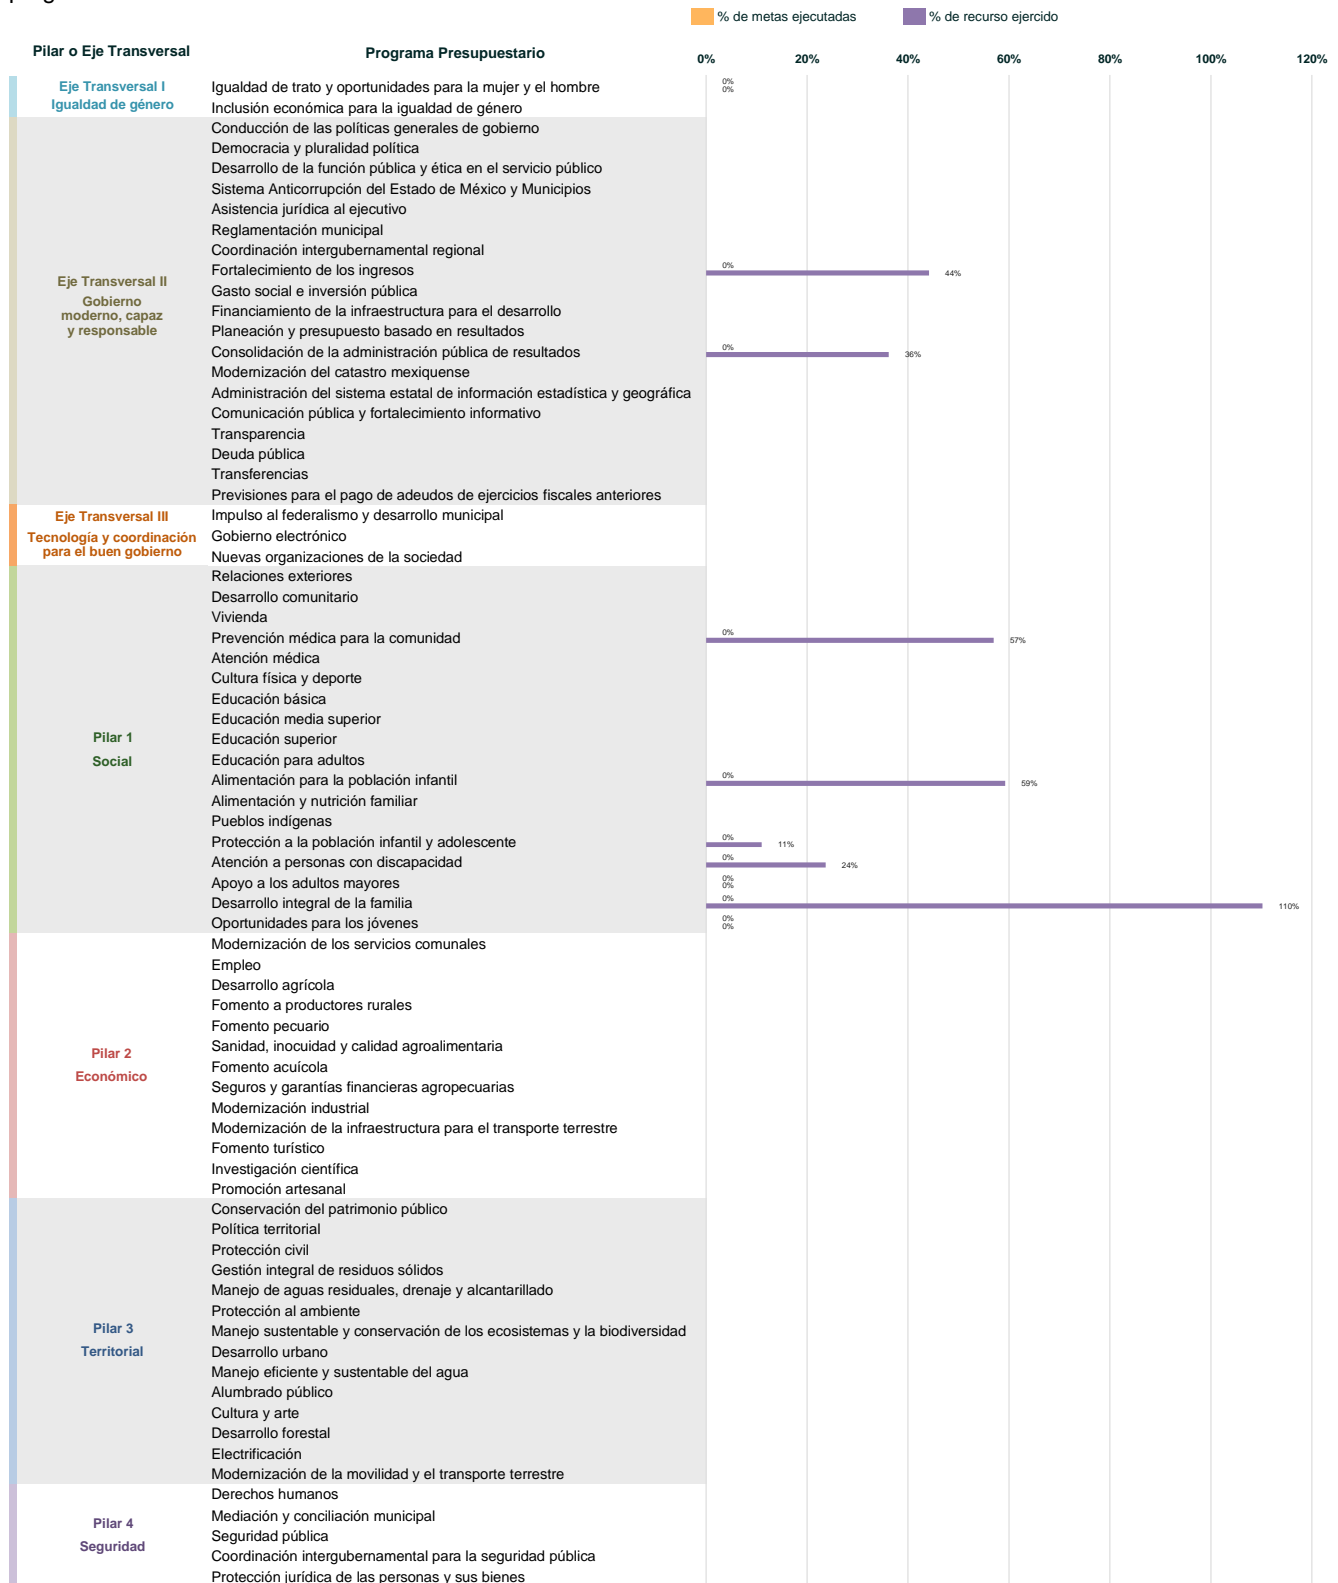 % de metas ejecutadas % de recurso ejercido
Pilar o Eje Transversal Programa Presupuestario 0% 20% 40% 60% 80% 100% 120%
Eje Transversal I
Igualdad de género
Igualdad de trato y oportunidades para la mujer y el hombre 0% 0%
Inclusión económica para la igualdad de género
Eje Transversal II
Gobierno
moderno, capaz
y responsable
Conducción de las políticas generales de gobierno
Democracia y pluralidad política
Desarrollo de la función pública y ética en el servicio público
Sistema Anticorrupción del Estado de México y Municipios
Asistencia jurídica al ejecutivo
Reglamentación municipal
Coordinación intergubernamental regional
Fortalecimiento de los ingresos 0% 44%
Gasto social e inversión pública
Financiamiento de la infraestructura para el desarrollo
Planeación y presupuesto basado en resultados
Consolidación de la administración pública de resultados 0% 36%
Modernización del catastro mexiquense
Administración del sistema estatal de información estadística y geográfica
Comunicación pública y fortalecimiento informativo
Transparencia
Deuda pública
Transferencias
Previsiones para el pago de adeudos de ejercicios fiscales anteriores
Eje Transversal III
Tecnología y coordinación
para el buen gobierno
Impulso al federalismo y desarrollo municipal
Gobierno electrónico
Nuevas organizaciones de la sociedad
Pilar 1
Social
Relaciones exteriores
Desarrollo comunitario
Vivienda
Prevención médica para la comunidad 0% 57%
Atención médica
Cultura física y deporte
Educación básica
Educación media superior
Educación superior
Educación para adultos
Alimentación para la población infantil 0% 59%
Alimentación y nutrición familiar
Pueblos indígenas
Protección a la población infantil y adolescente 0% 11%
Atención a personas con discapacidad 0% 24%
Apoyo a los adultos mayores 0% 0%
Desarrollo integral de la familia 0% 110%
Oportunidades para los jóvenes 0% 0%
Pilar 2
Económico
Modernización de los servicios comunales
Empleo
Desarrollo agrícola
Fomento a productores rurales
Fomento pecuario
Sanidad, inocuidad y calidad agroalimentaria
Fomento acuícola
Seguros y garantías financieras agropecuarias
Modernización industrial
Modernización de la infraestructura para el transporte terrestre
Fomento turístico
Investigación científica
Promoción artesanal
Pilar 3
Territorial
Conservación del patrimonio público
Política territorial
Protección civil
Gestión integral de residuos sólidos
Manejo de aguas residuales, drenaje y alcantarillado
Protección al ambiente
Manejo sustentable y conservación de los ecosistemas y la biodiversidad
Desarrollo urbano
Manejo eficiente y sustentable del agua
Alumbrado público
Cultura y arte
Desarrollo forestal
Electrificación
Modernización de la movilidad y el transporte terrestre
Pilar 4
Seguridad
Derechos humanos
Mediación y conciliación municipal
Seguridad pública
Coordinación intergubernamental para la seguridad pública
Protección jurídica de las personas y sus bienes